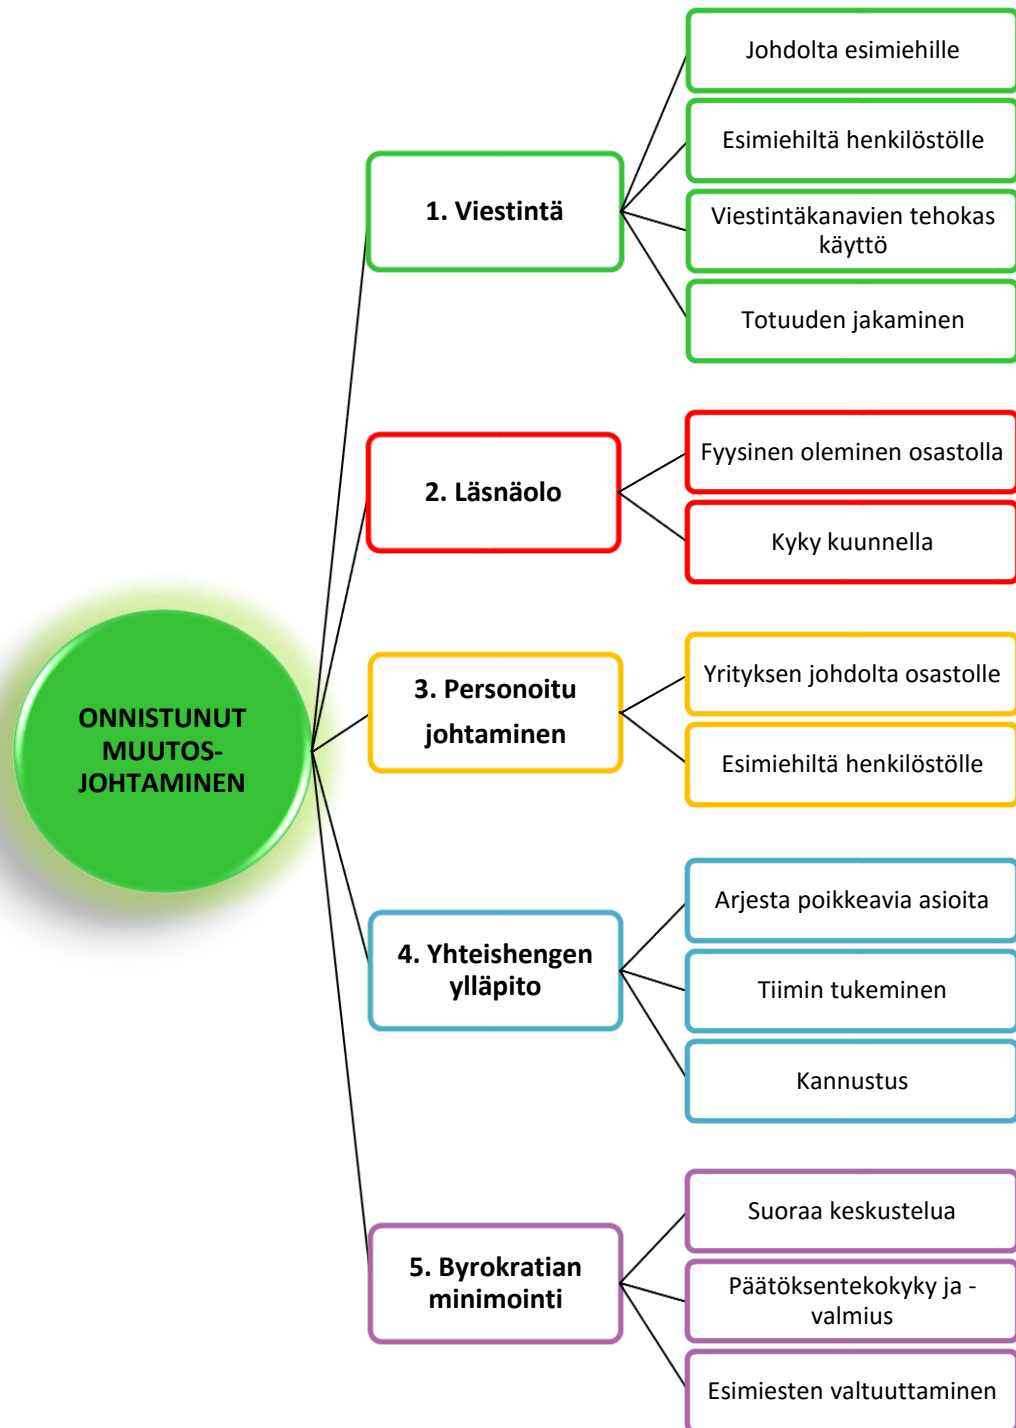 Johdolta esimiehille
Esimiehiltä henkilöstölle
1. Viestintä
Viestintäkanavien tehokas
käyttö
Totuuden jakaminen
Fyysinen oleminen osastolla
2. Läsnäolo
Kyky kuunnella
ONNISTUNUT
MUUTOS-
JOHTAMINEN
Yrityksen johdolta osastolle
3. Personoitu
johtaminen
Esimiehiltä henkilöstölle
Arjesta poikkeavia asioita
4. Yhteishengen
ylläpito
Tiimin tukeminen
Kannustus
Suoraa keskustelua
5. Byrokratian
minimointi
Päätöksentekokyky ja -
valmius
Esimiesten valtuuttaminen